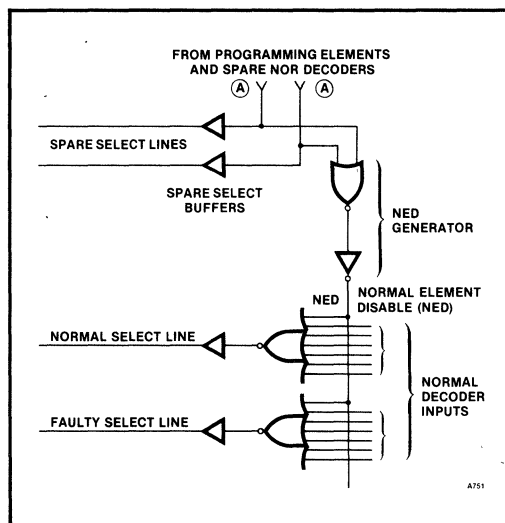 FROM PROGRAMMING ELEMENTS
AND SPARE NOR DECODERS
A A
SPARE SELECT LINES
SPARE SELECT
BUFFERS
NED
GENERATOR
NED
NORMAL ELEMENT
DISABLE (NED)
NORMAL SELECT LINE
NORMAL
DECODER
INPUTS
FAULTY SELECT LINE
A751